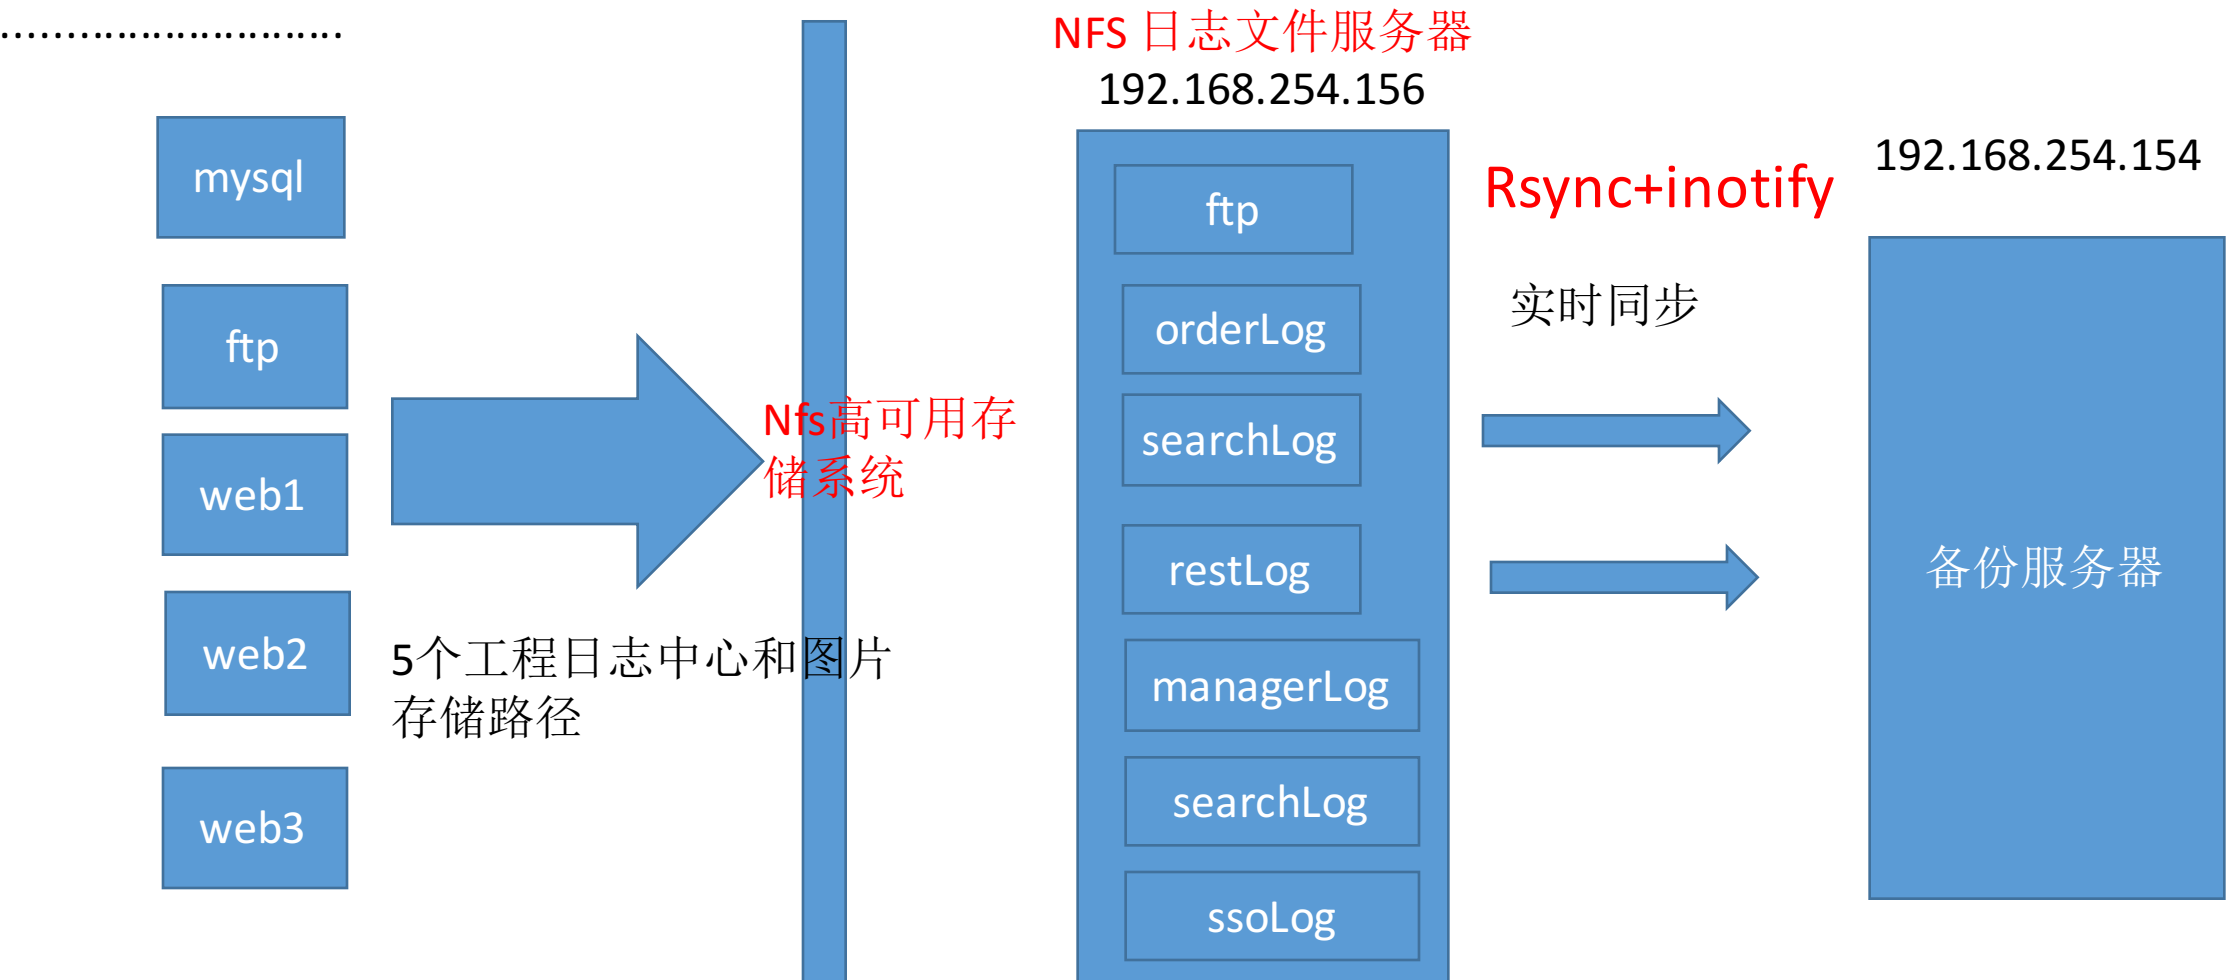 ..............................
mysql
ftp
web1
web2
web3
Nfs高可用存
储系统
5个工程日志中心和图片
存储路径
NFS 日志文件服务器
192.168.254.156
ftp
orderLog
searchLog
restLog
managerLog
searchLog
ssoLog
Rsync+inotify
实时同步
192.168.254.154
备份服务器